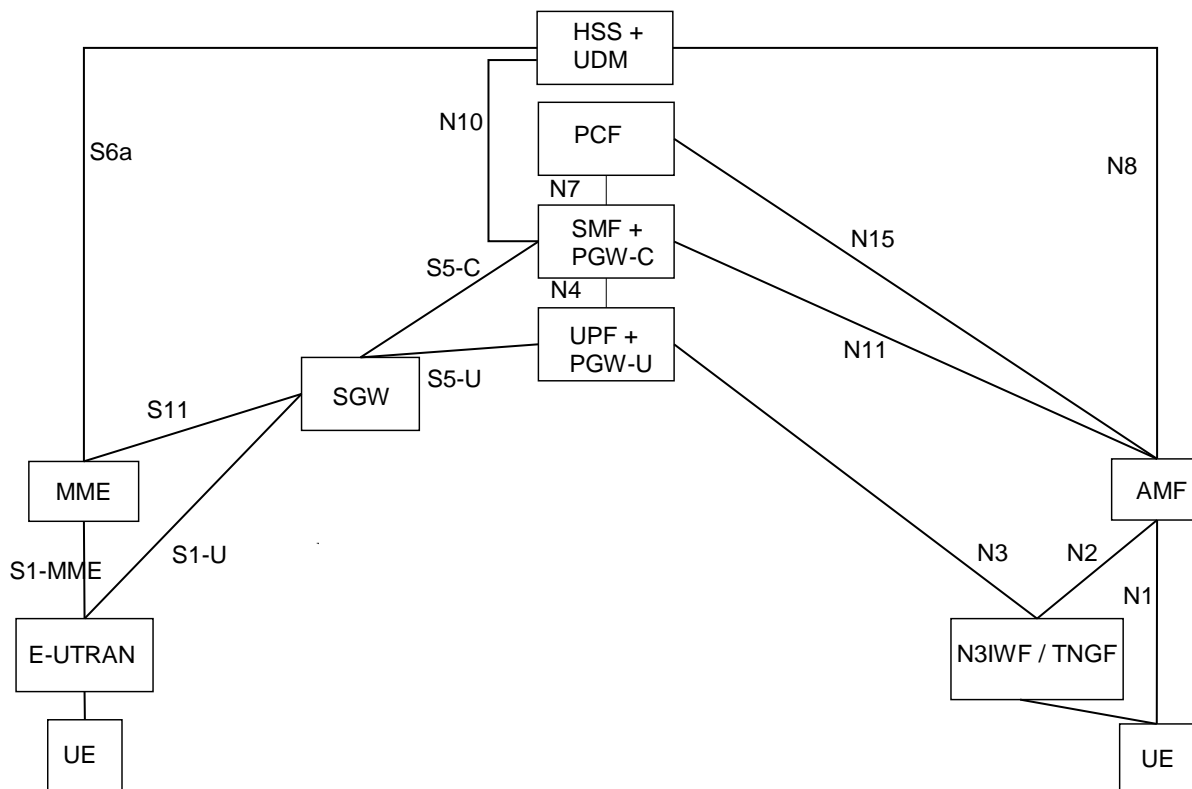 HSS +
UDM
N10
PCF
S6a
N8
N7
SMF +
PGW-C
N15
S5-C
N4
UPF +
PGW-U
N11
S5-U
SGW
S11
MME
AMF
S1-U
N3
N2
S1-MME
N1
E-UTRAN
N3IWF / TNGF
UE
UE